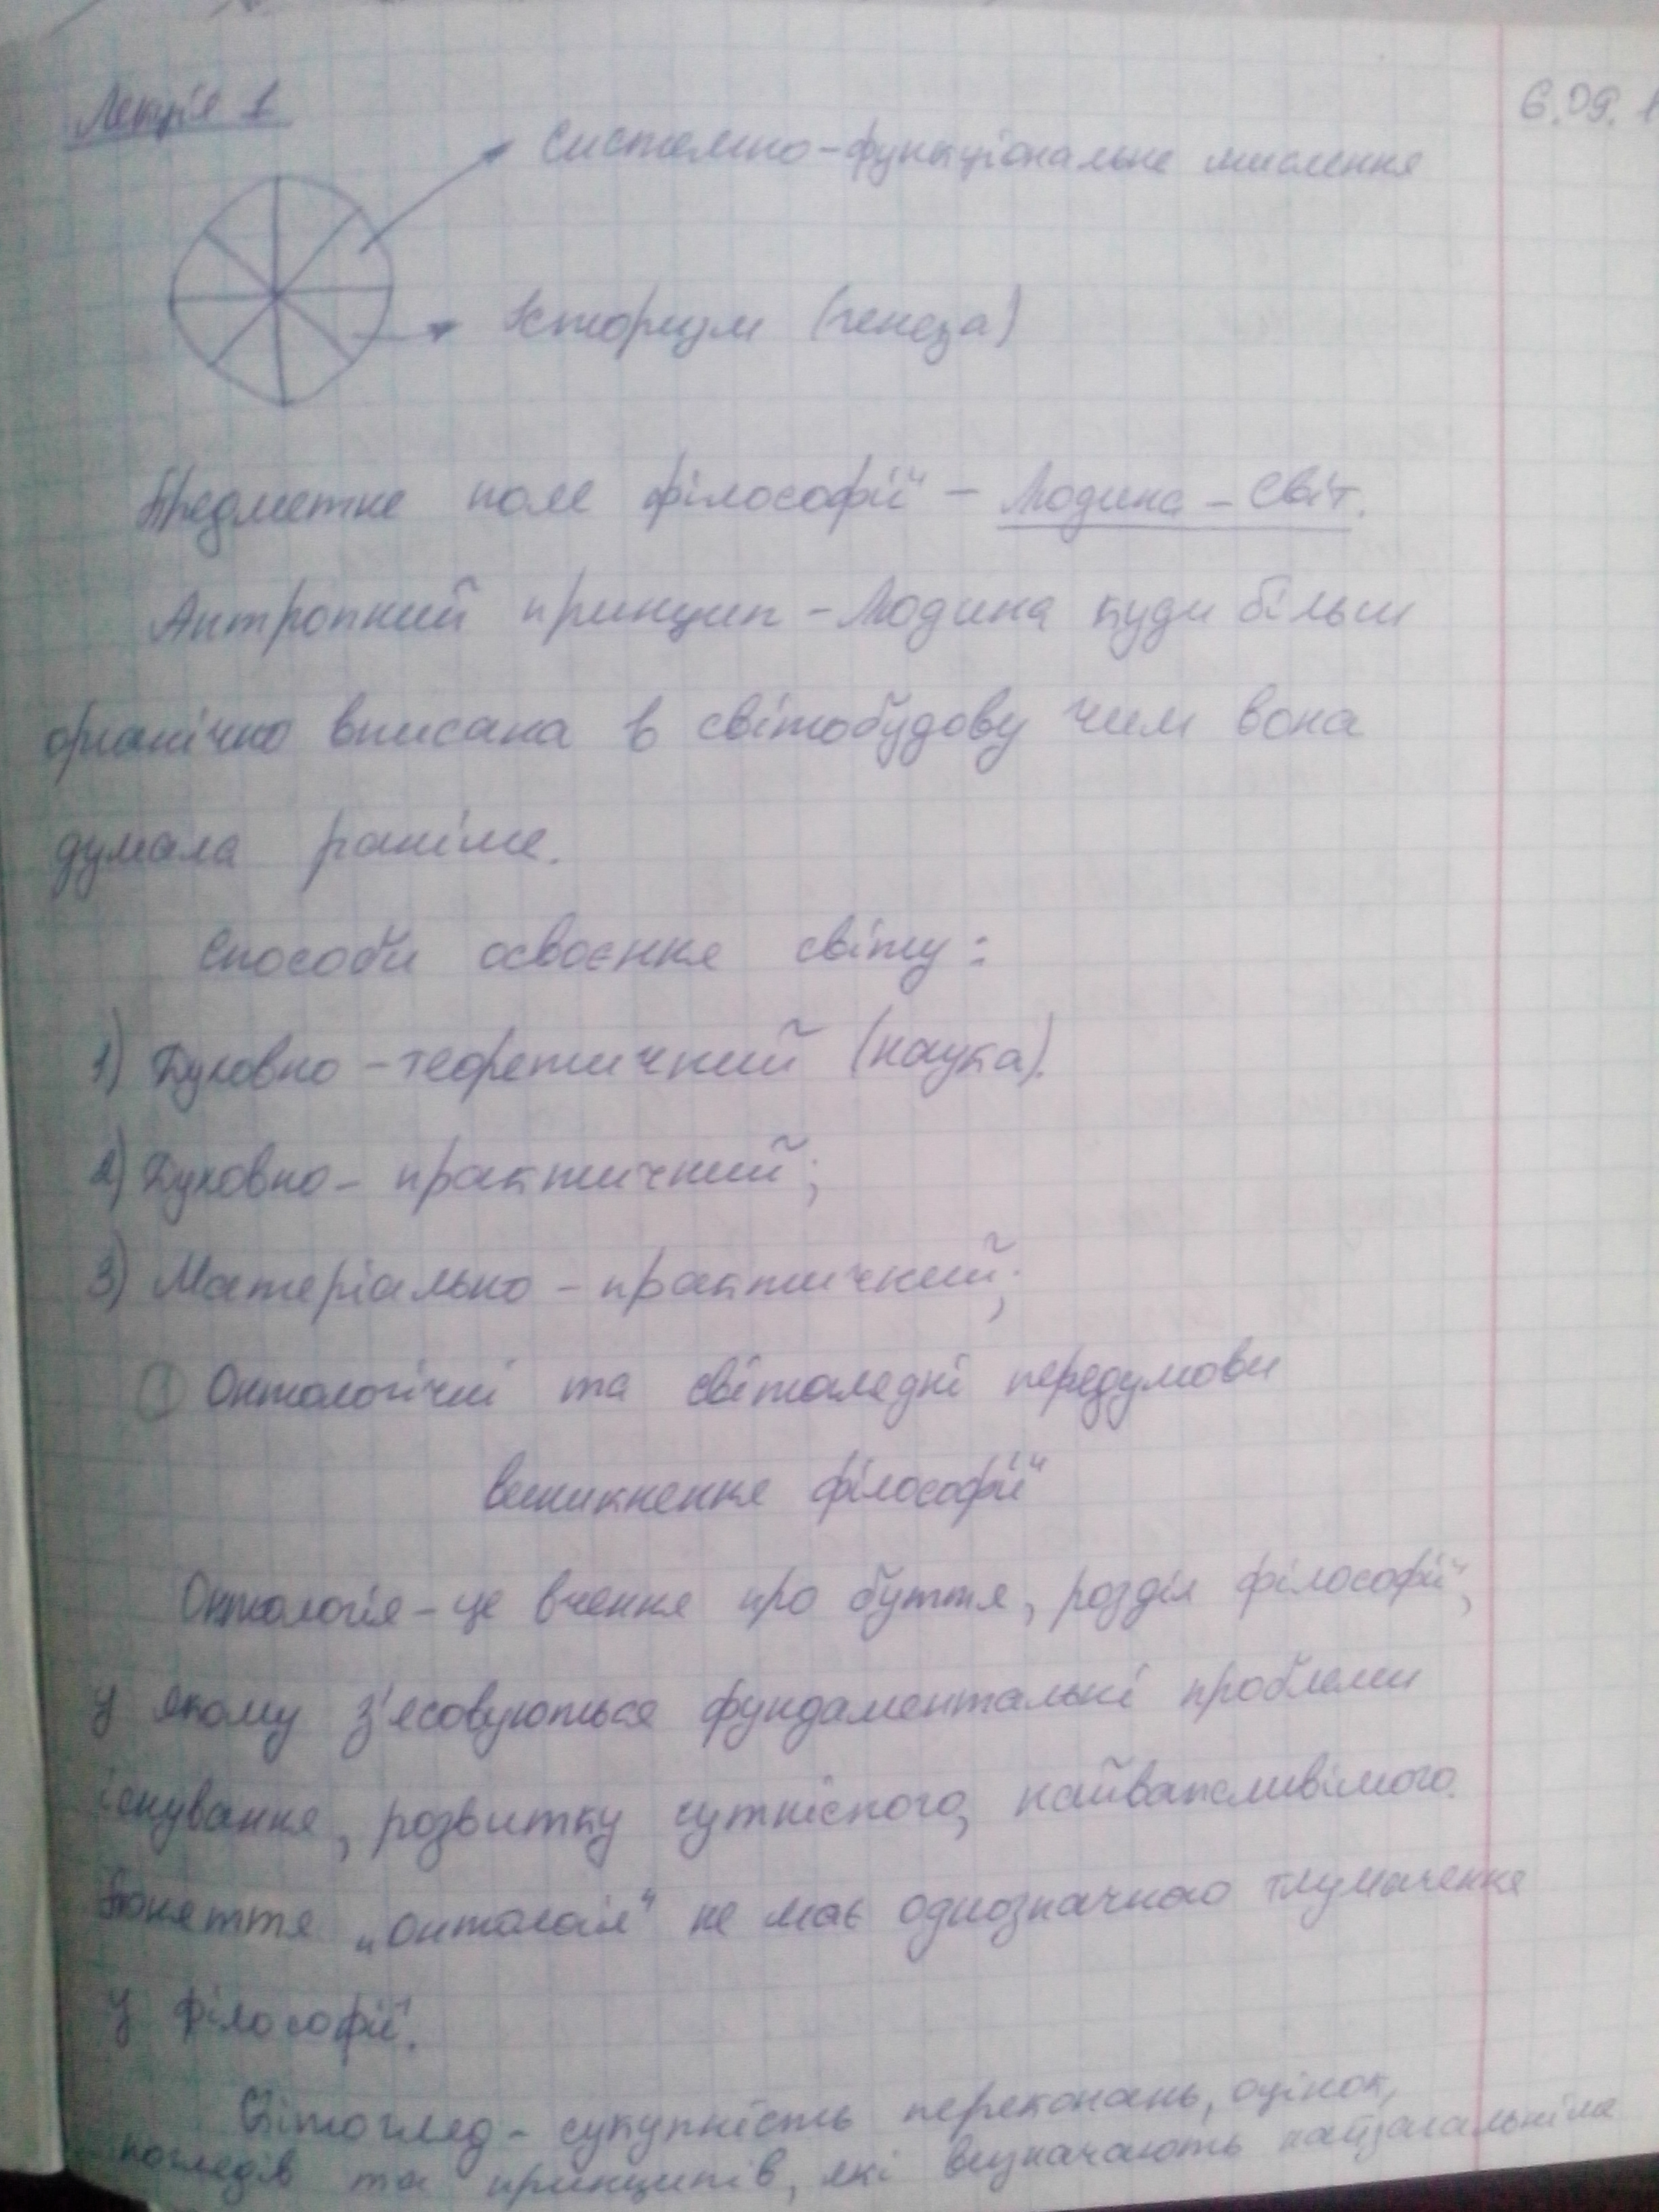 Лекція 1
6.09.1
Системно-функціональне мислення
Історизм (генеза)
Предметне поле філософії - Людина - Світ.
Антропний принцип - Людина куди більш
органічно вписана в світобудову чим вона
думала раніше.
Способи освоєння світу:
1) Духовно-теоретичний (наука).
2) Духовно-практичний;
3) Матеріально-практичний;
1 Онтологічні та світоглядні передумови
виникнення філософії
Онтологія - це вчення про буття, розділ філософії,
у якому з'ясовуються фундаментальні проблеми
існування, розвитку найважливішого.
Поняття „онтологія" не має однозначного тлумачення
у філософії.
Світогляд - сукупність переконань, оцінок,
поглядів та принципів, які визначають найзагальніше